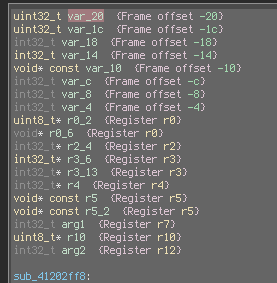 uint32_t var_20  {Frame offset -20}
uint32_t var_1c  {Frame offset -1c}
int32_t var_18  {Frame offset -18}
int32_t var_14  {Frame offset -14}
void* const var_10  {Frame offset -10}
int32_t var_c  {Frame offset -c}
int32_t var_8  {Frame offset -8}
int32_t var_4  {Frame offset -4}
uint8_t* r0_2  {Register r0}
void* r0_6  {Register r0}
int32_t* r2_4  {Register r2}
int32_t* r3_6  {Register r3}
int32_t* r3_13  {Register r3}
int32_t* r4  {Register r4}
void* const r5  {Register r5}
void* const r5_2  {Register r5}
int32_t arg1  {Register r7}
uint8_t* r10  {Register r10}
int32_t arg2  {Register r12}
sub_41202ff8: